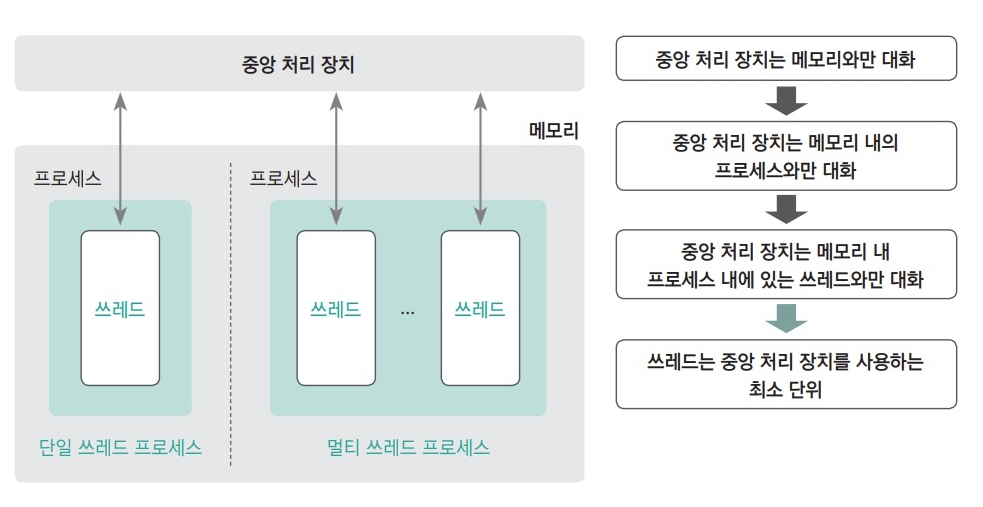 중앙 처리 장치
메모리
프로세스
프로세스
쓰레드
쓰레드
...
쓰레드
단일 쓰레드 프로세스
멀티 쓰레드 프로세스
중앙 처리 장치는 메모리와만 대화
중앙 처리 장치는 메모리 내의
프로세스와만 대화
중앙 처리 장치는 메모리 내
프로세스 내에 있는 쓰레드와만 대화
쓰레드는 중앙 처리 장치를 사용하는
최소 단위